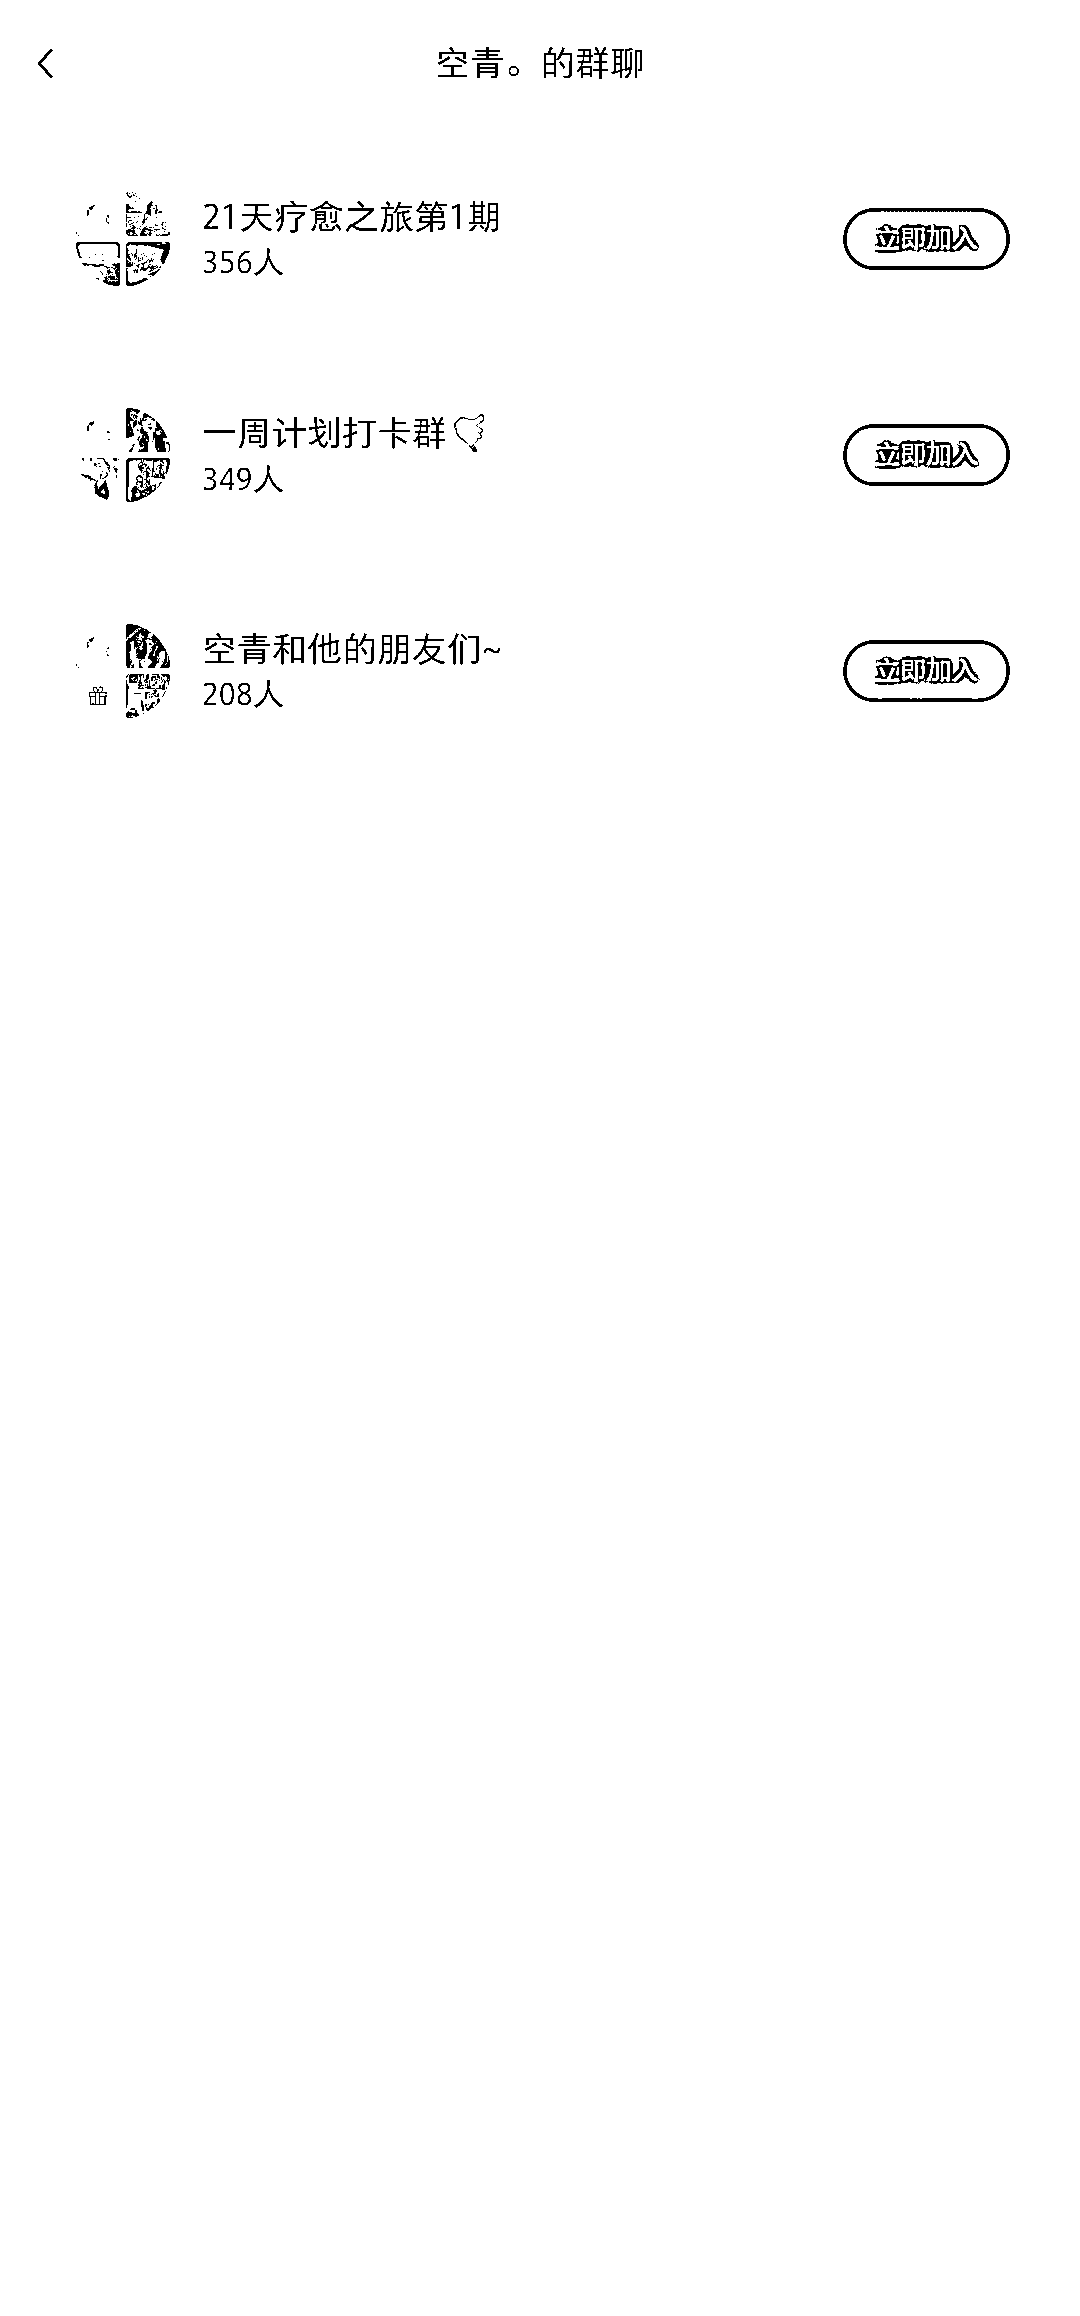 空青。的群聊
21天疗愈之旅第1期
356人
立即加入
一周计划打卡群
349人
立即加入
空青和他的朋友们~
208人
立即加入